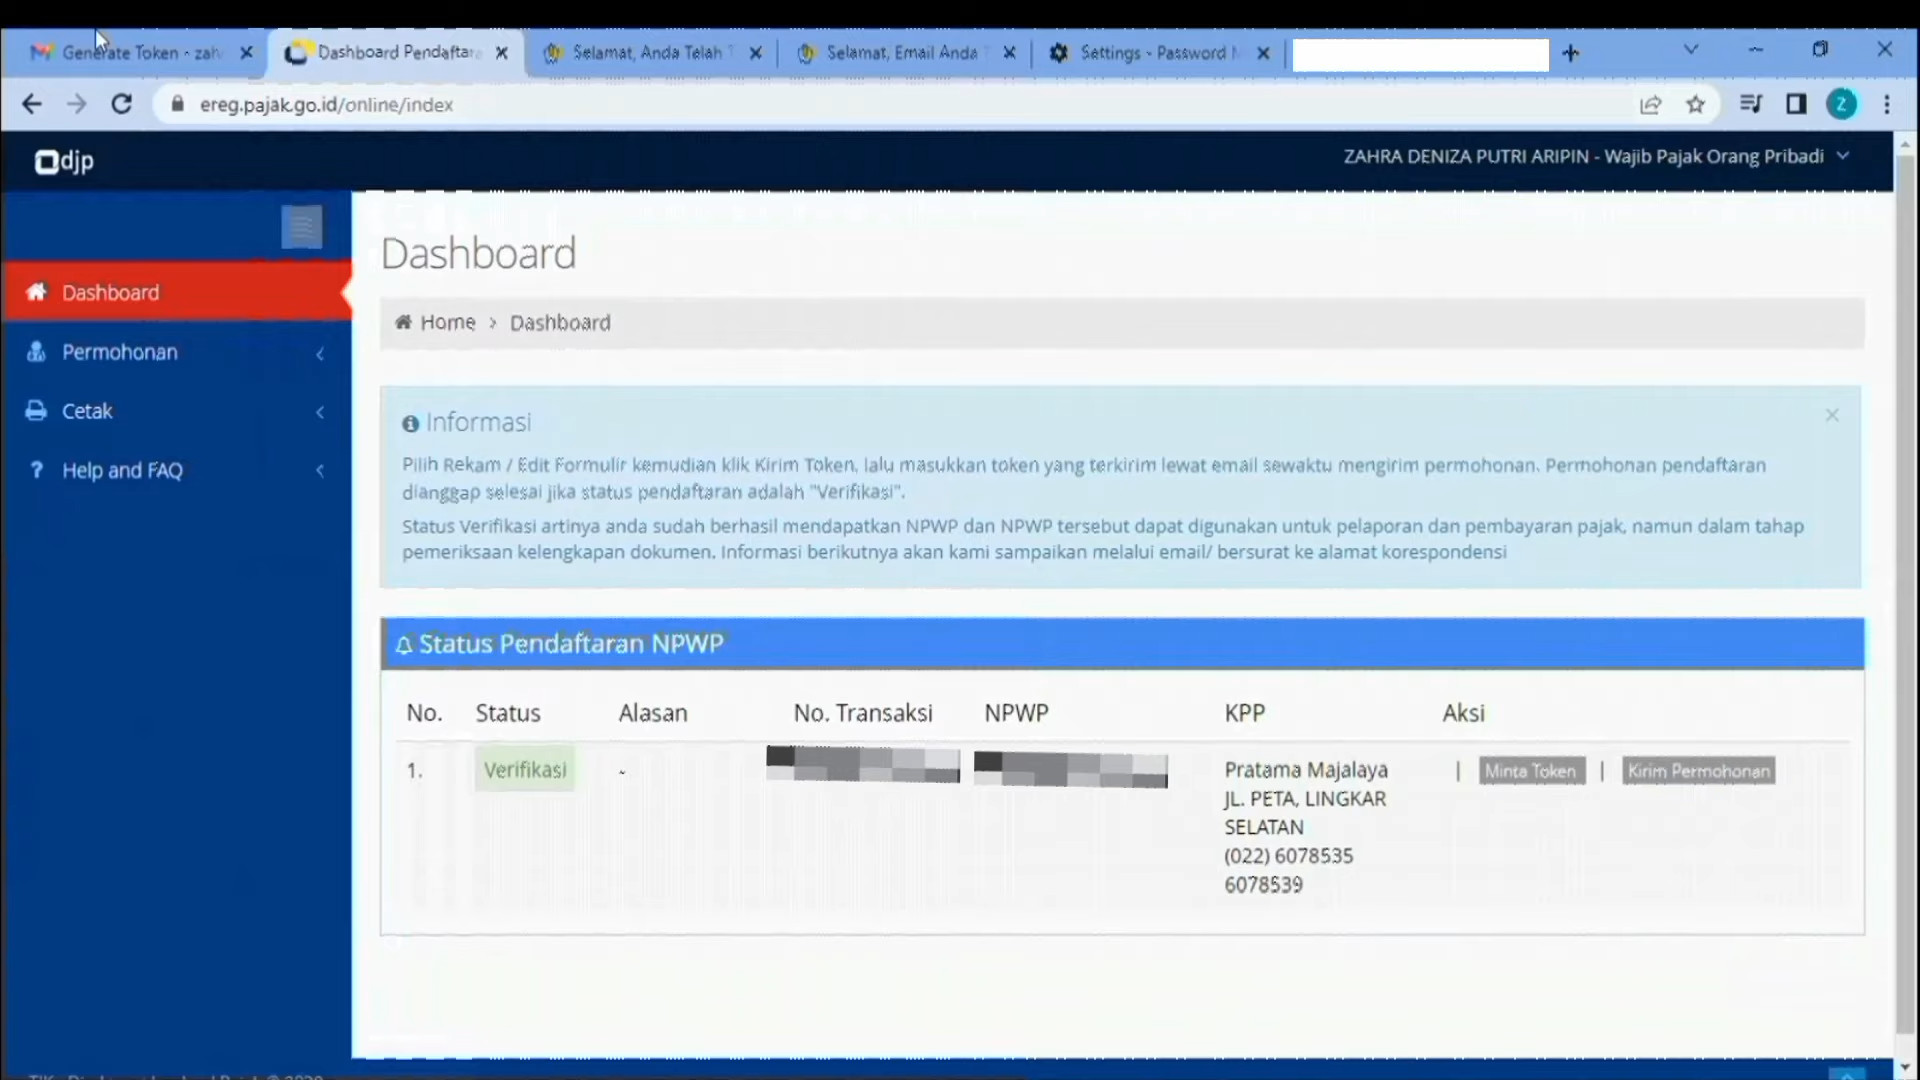 Generate Token - zah
Dashboard Pendaftara
Selamat, Anda Telah T
Selamat, Email Anda
Settings - Password M
ereg.pajak.go.id/online/index
Z
djp
ZAHRA DENIZA PUTRI ARIPIN - Wajib Pajak Orang Pribadi
Dashboard
Permohonan
Cetak
? Help and FAQ
Dashboard
Home > Dashboard
Informasi
Pilih Rekam / Edit Formulir kemudian klik Kirim Token, lalu masukkan token yang terkirim lewat email sewaktu mengirim permohonan. Permohonan pendaftaran
dianggap selesai jika status pendaftaran adalah "Verifikasi".
Status Verifikasi artinya anda sudah berhasil mendapatkan NPWP dan NPWP tersebut dapat digunakan untuk pelaporan dan pembayaran pajak, namun dalam tahap
pemeriksaan kelengkapan dokumen. Informasi berikutnya akan kami sampaikan melalui email/ bersurat ke alamat korespondensi
Status Pendaftaran NPWP
No. Status Alasan No. Transaksi NPWP KPP Aksi
1. Verifikasi - Pratama Majalaya | Minta Token | Kirim Permohonan
JL. PETA, LINGKAR
SELATAN
(022) 6078535
6078539